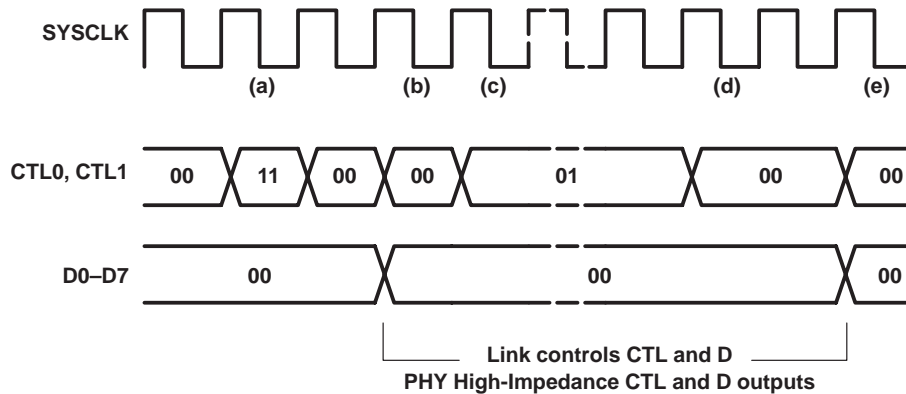 SYSCLK
(a) (b) (c) (d) (e)
CTL0, CTL1 00 11 00 00 01 00 00
D0–D7 00 00 00
Link controls CTL and D
PHY High-Impedance CTL and D outputs